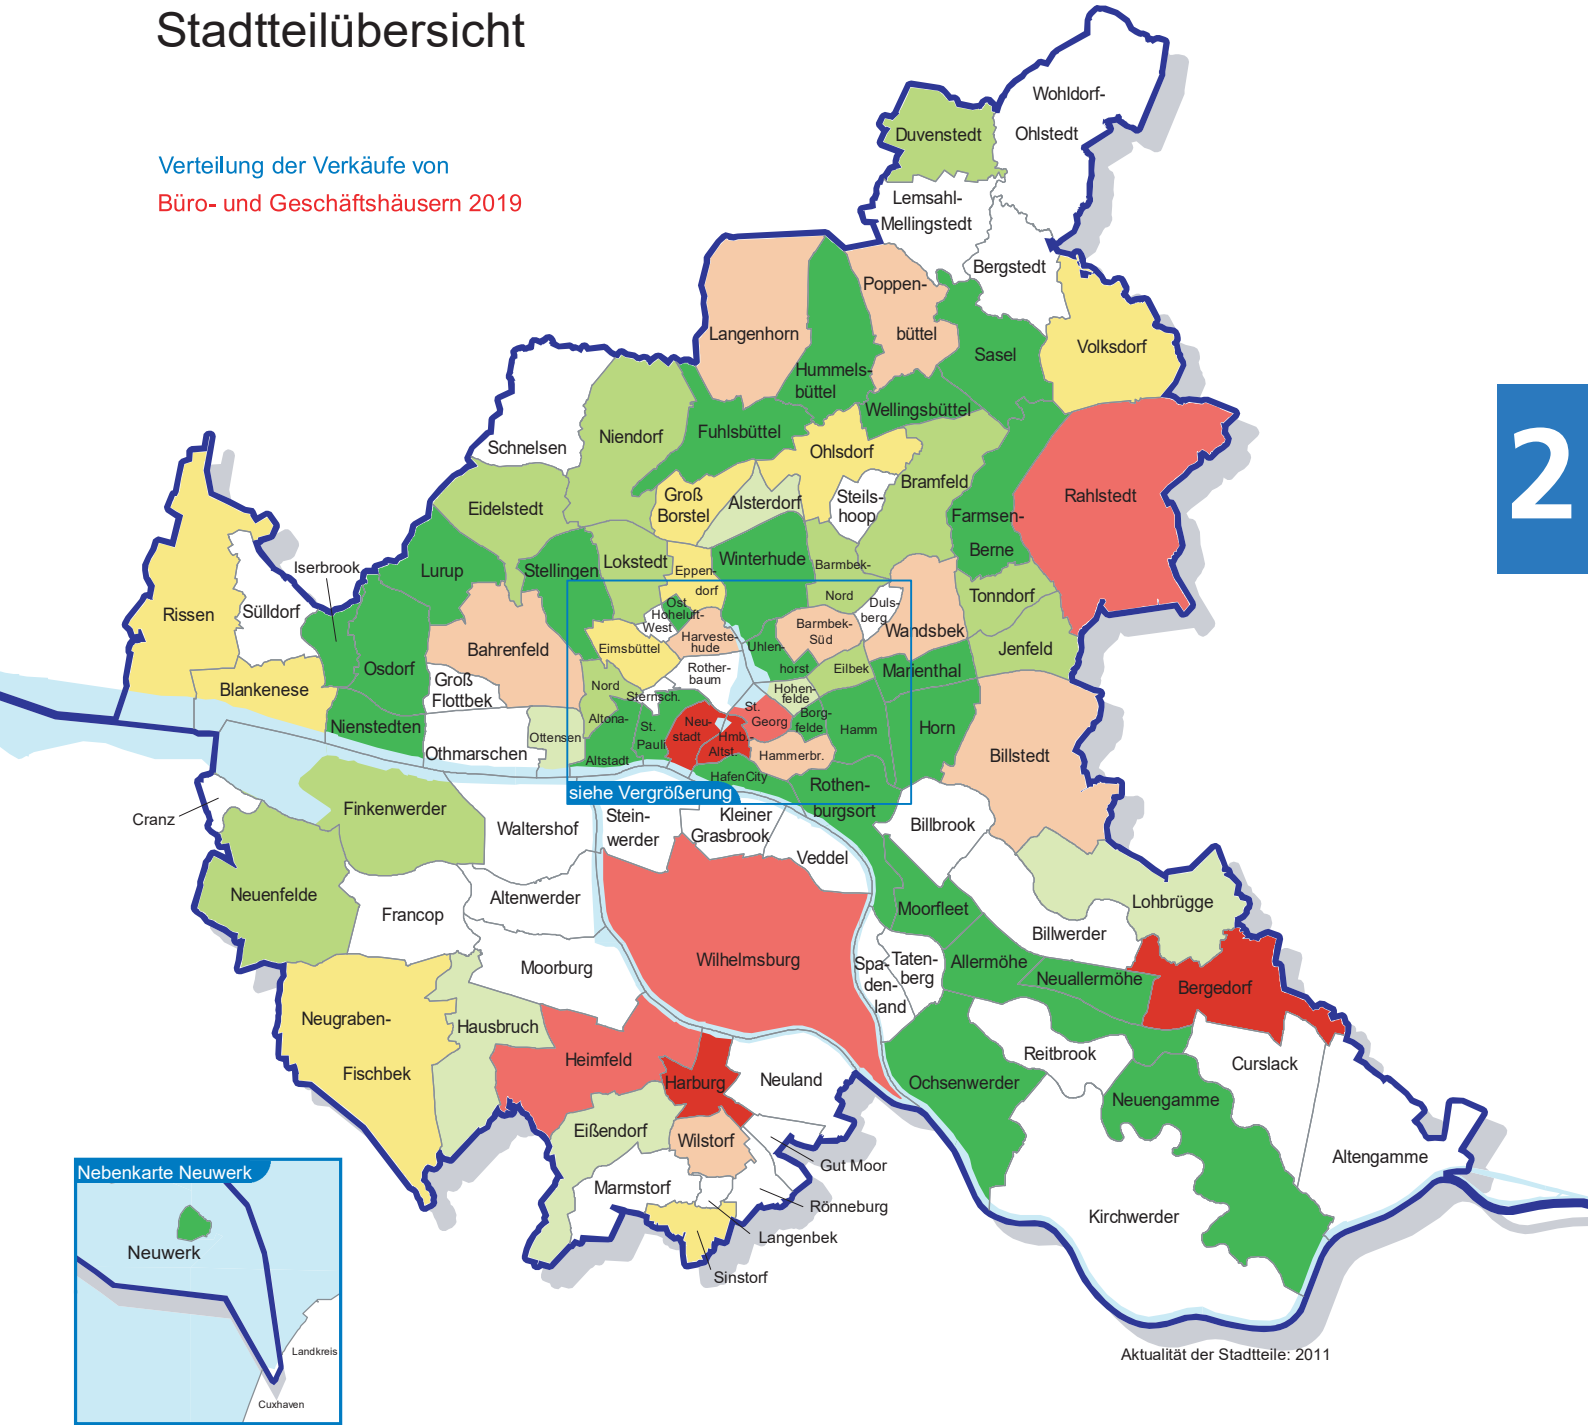 Stadtteilübersicht
Verteilung der Verkäufe von
Büro- und Geschäftshäusern 2019
2
Wohldorf-
Ohlstedt
Duvenstedt
Lemsahl-
Mellingstedt
Bergstedt
Poppen-
büttel
Langenhorn
Hummels-
büttel
Sasel
Volksdorf
Wellingsbüttel
Fuhlsbüttel
Niendorf
Schnelsen
Ohlsdorf
Bramfeld
Rahlstedt
Groß
Borstel
Alsterdorf
Steils-
hoop
Eidelstedt
Farmsen-
Berne
Lokstedt
Winterhude
Barmbek-
Nord
Eppen-
dorf
Stellingen
Lurup
Iserbrook
Rissen
Sülldorf
Tonndorf
Ost
Hoheluft-
West
Duls-
berg
Wandsbek
Barmbek-
Süd
Harveste-
hude
Jenfeld
Bahrenfeld
Eimsbüttel
Uhlen-
horst
Eilbek
Marienthal
Osdorf
Groß
Flottbek
Blankenese
Rother-
baum
Nord
Sternsch.
Hohen-
felde
St.
Georg
Borg-
felde
Hamm
Horn
Altona-
Altstadt
St.
Pauli
Neu-
stadt
Hmb.-
Altst.
Hammerbr.
Nienstedten
Othmarschen
Ottensen
Billstedt
HafenCity
Rothen-
burgsort
siehe Vergrößerung
Finkenwerder
Cranz
Waltershof
Stein-
werder
Kleiner
Grasbrook
Veddel
Billbrook
Neuenfelde
Francop
Altenwerder
Moorfleet
Lohbrügge
Billwerder
Moorburg
Wilhelmsburg
Spa-
den-
land
Taten-
berg
Allermöhe
Neuallermöhe
Bergedorf
Neugraben-
Fischbek
Hausbruch
Heimfeld
Harburg
Neuland
Reitbrook
Curslack
Ochsenwerder
Neuengamme
Eißendorf
Wilstorf
Gut Moor
Altengamme
Marmstorf
Rönneburg
Langenbek
Sinstorf
Kirchwerder
Nebenkarte Neuwerk
Neuwerk
Landkreis
Cuxhaven
Aktualität der Stadtteile: 2011